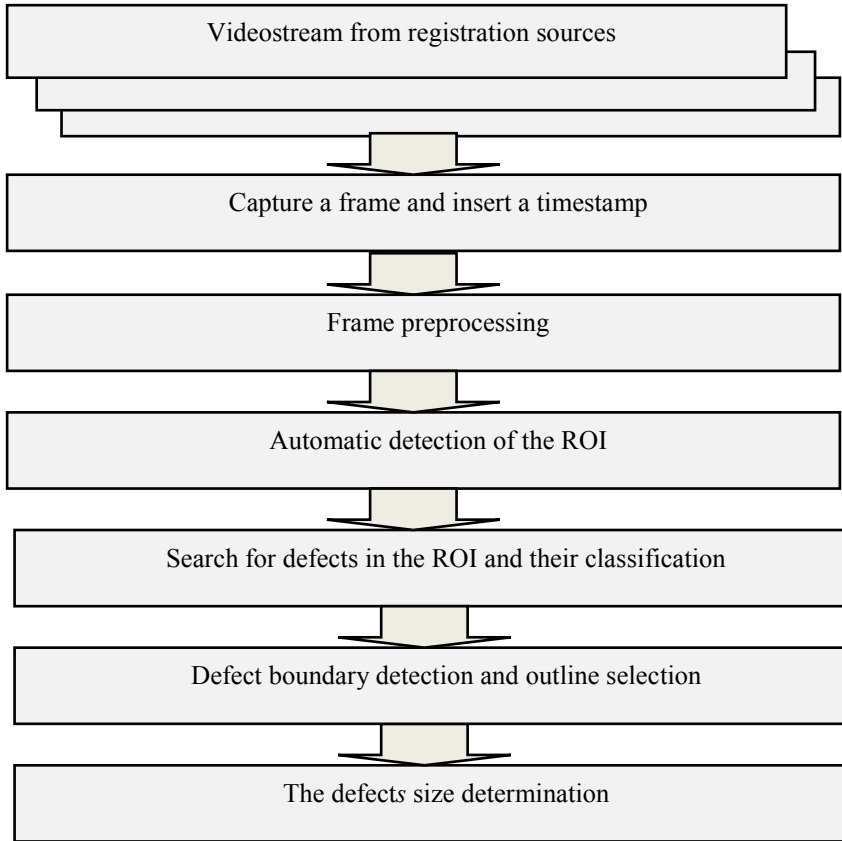 Videostream from registration sources
Capture a frame and insert a timestamp
Frame preprocessing
Automatic detection of the ROI
Search for defects in the ROI and their classification
Defect boundary detection and outline selection
The defects size determination